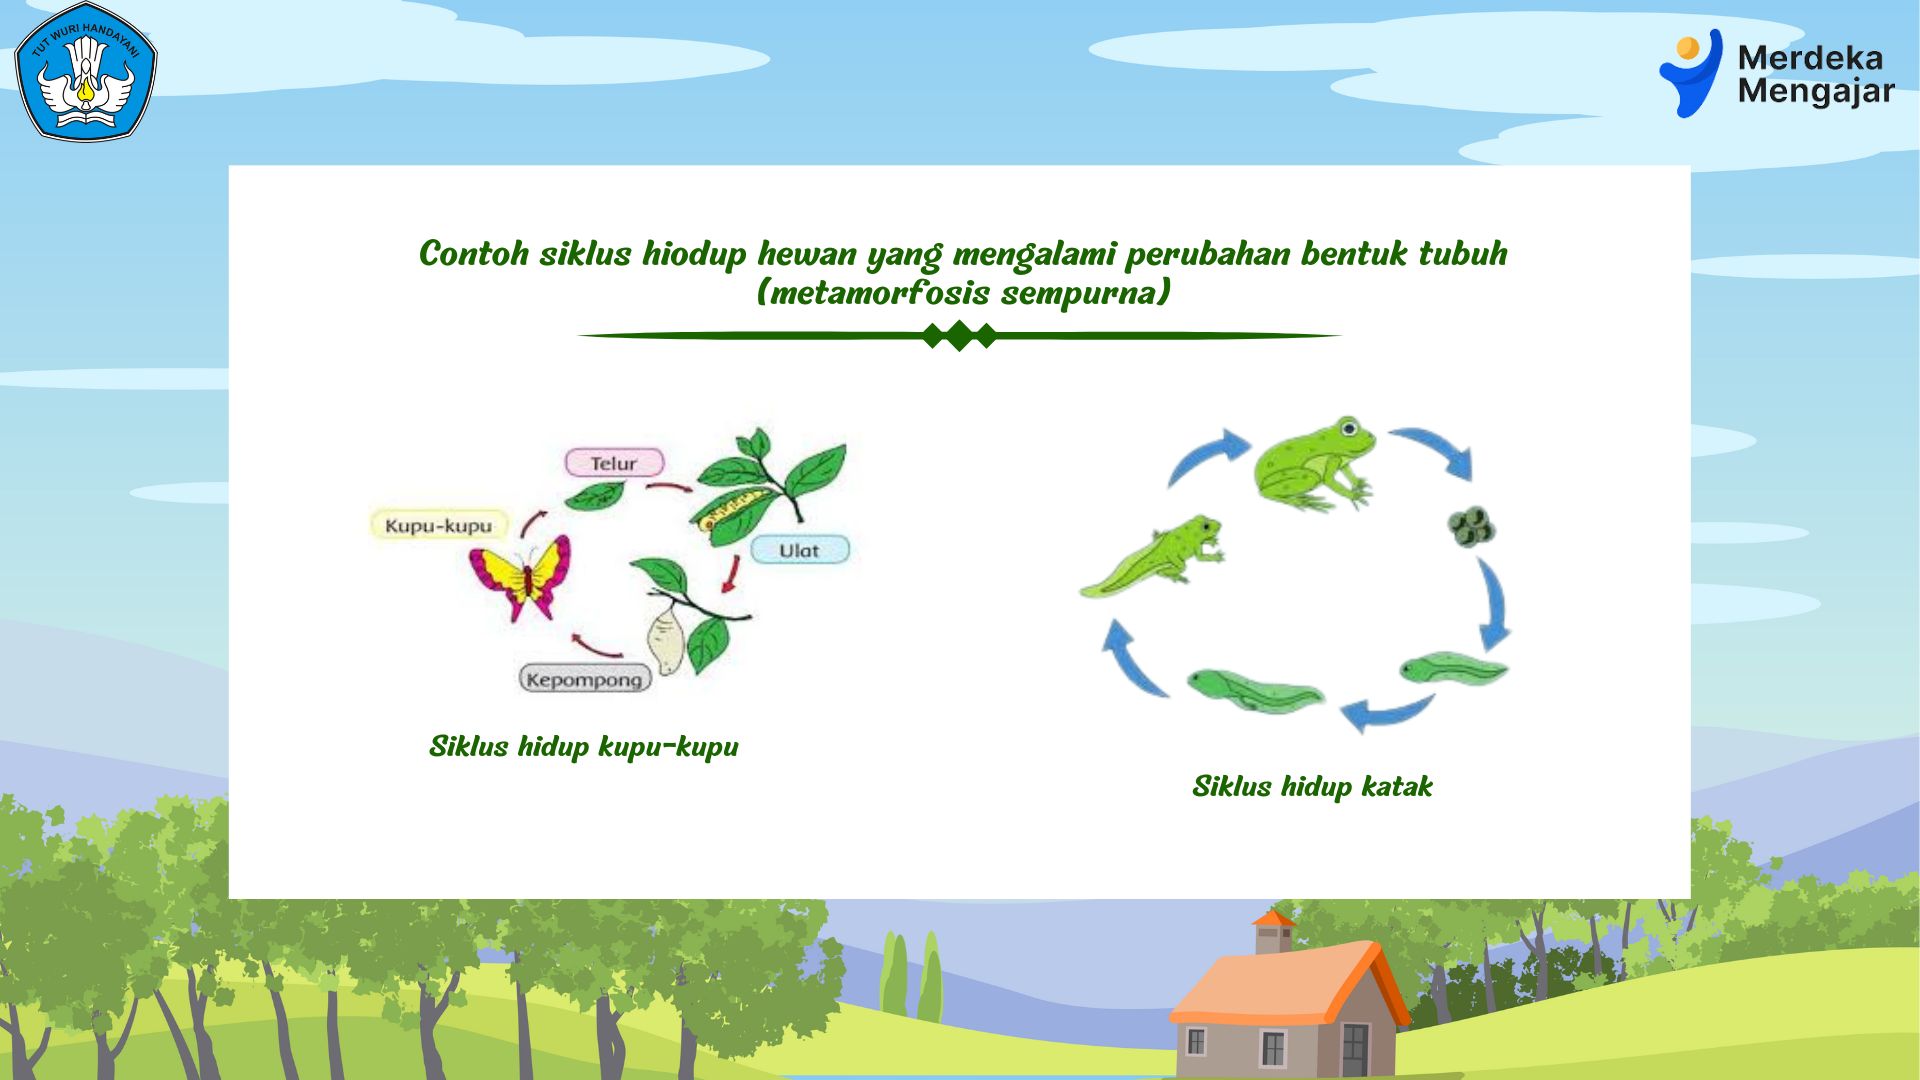 TUT WURI HANDAYANI
Merdeka
Mengajar
Contoh siklus hiodup hewan yang mengalami perubahan bentuk tubuh
(metamorfosis sempurna)
Telur
Kupu-kupu
Ulat
Kepompong
Siklus hidup kupu-kupu
Siklus hidup katak